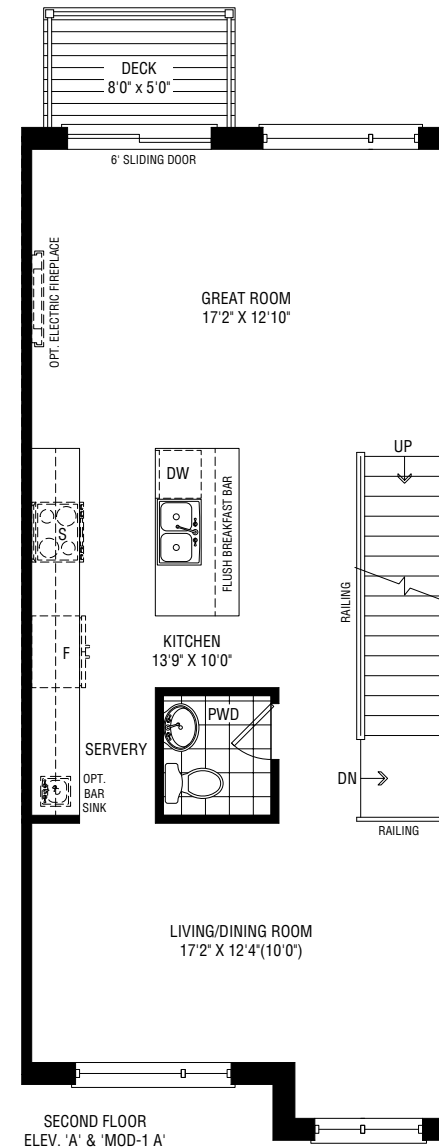 DECK
8'0" x 5'0"
6' SLIDING DOOR
OPT. ELECTRIC FIREPLACE
GREAT ROOM
17'2" X 12'10"
UP
DW
FLUSH BREAKFAST BAR
S
RAILING
KITCHEN
13'9" X 10'0"
F
PWD
SERVERY
OPT.
BAR
SINK
DN
RAILING
LIVING/DINING ROOM
17'2" X 12'4"(10'0")
SECOND FLOOR
ELEV. 'A' & 'MOD-1 A'